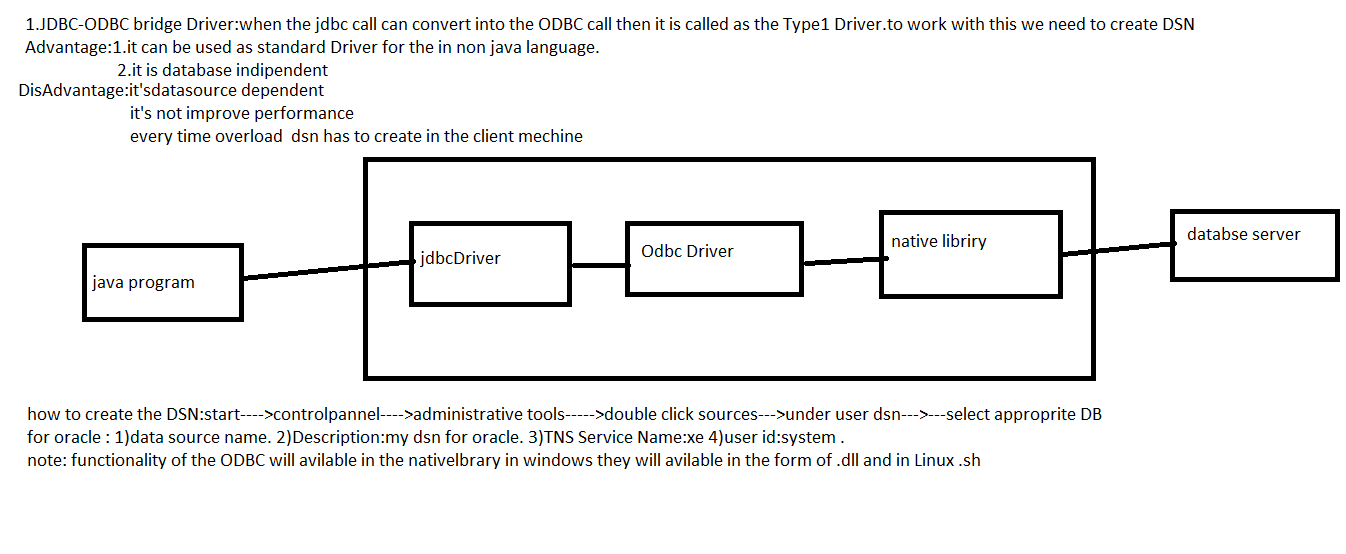 1.JDBC-ODBC bridge Driver:when the jdbc call can convert into the ODBC call then it is called as the Type1 Driver.to work with this we need to create DSN
Advantage:1.it can be used as standard Driver for the in non java language.
2.it is database indipendent
DisAdvantage:it'sdatasource dependent
it's not improve performance
every time overload  dsn has to create in the client mechine
java program
jdbcDriver
Odbc Driver
native libriry
databse server
how to create the DSN:start---->controlpannel---->administrative tools----->double click sources--->under user dsn--->---select approprite DB
for oracle : 1)data source name. 2)Description:my dsn for oracle. 3)TNS Service Name:xe 4)user id:system .
note: functionality of the ODBC will avilable in the nativelbrary in windows they will avilable in the form of .dll and in Linux .sh